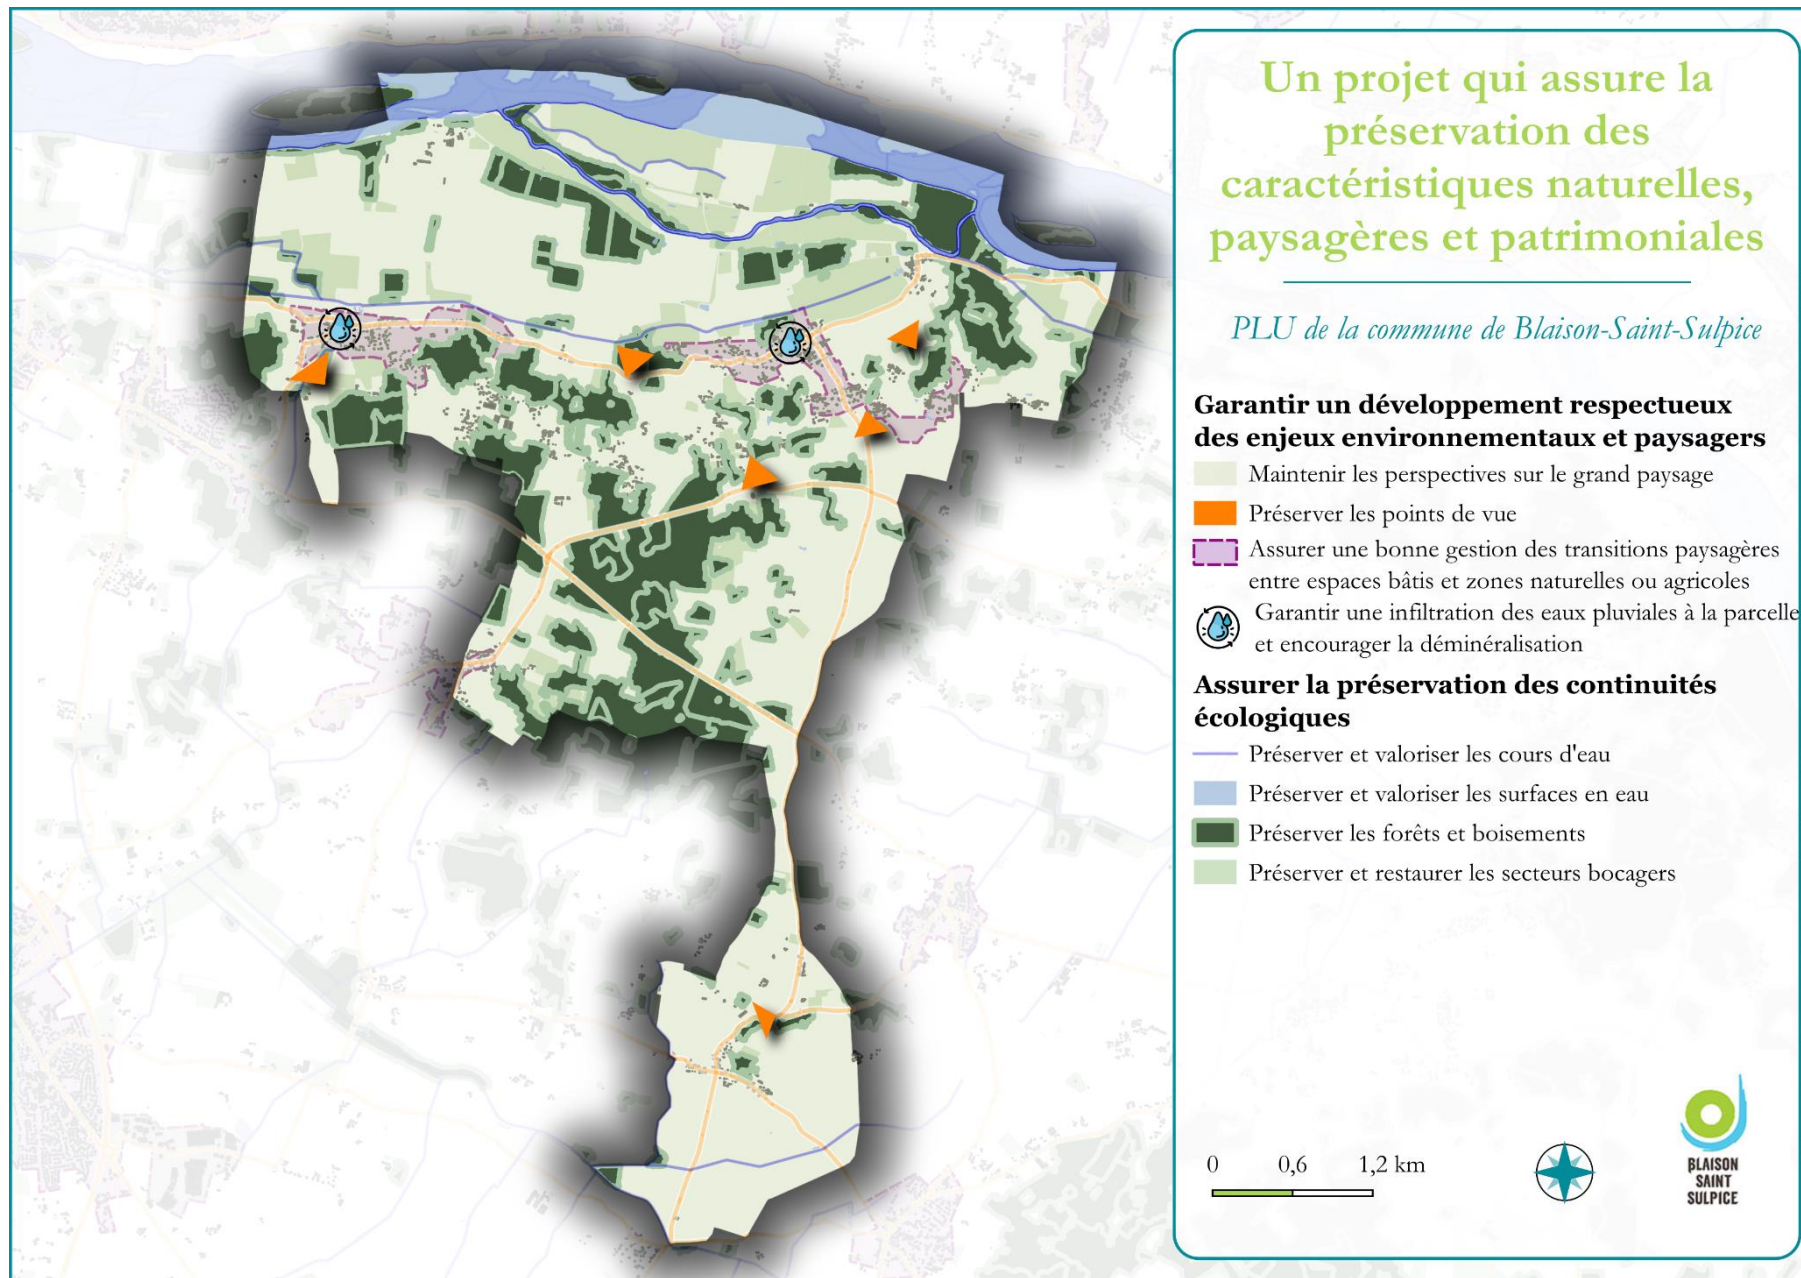 Un projet qui assure la
préservation des
caractéristiques naturelles,
paysagères et patrimoniales
PLU de la commune de Blaison-Saint-Sulpice
Garantir un développement respectueux
des enjeux environnementaux et paysagers
Maintenir les perspectives sur le grand paysage
Préserver les points de vue
Assurer une bonne gestion des transitions paysagères
entre espaces bâtis et zones naturelles ou agricoles
Garantir une infiltration des eaux pluviales à la parcelle
et encourager la déminéralisation
Assurer la préservation des continuités
écologiques
Préserver et valoriser les cours d'eau
Préserver et valoriser les surfaces en eau
Préserver les forêts et boisements
Préserver et restaurer les secteurs bocagers
0 0,6 1,2 km
BLAISON
SAINT
SULPICE